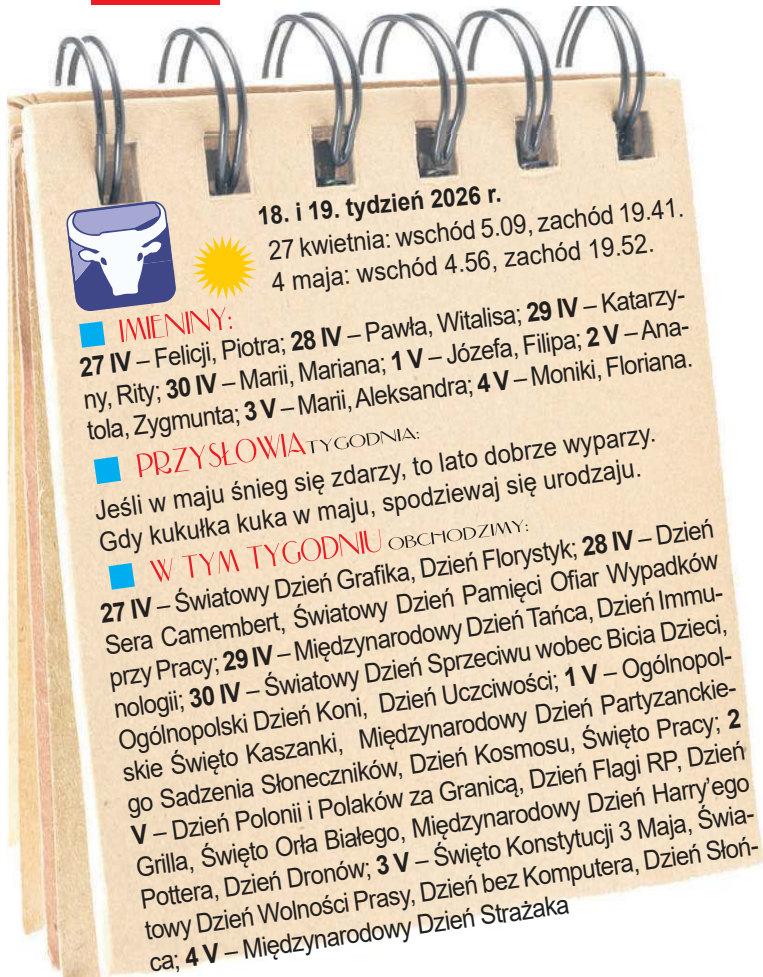 18. i 19. tydzień 2026 r.
27 kwietnia: wschód 5.09, zachód 19.41.
4 maja: wschód 4.56, zachód 19.52.
IMIENINY:
27 IV – Felicji, Piotra; 28 IV – Pawła, Witalisa; 29 IV – Katarzy-
ny, Rity; 30 IV – Marii, Mariana; 1 V – Józefa, Filipa; 2 V – Ana-
tola, Zygmunta; 3 V – Marii, Aleksandra; 4 V – Moniki, Floriana.
PRZYSŁOWIA TYGODNIA:
Jeśli w maju śnieg się zdarzy, to lato dobrze wyparzy.
Gdy kukułka kuka w maju, spodziewaj się urodzaju.
W TYM TYGODNIU OBCHODZIMY:
27 IV – Światowy Dzień Grafika, Dzień Florystyk; 28 IV – Dzień
Sera Camembert, Światowy Dzień Pamięci Ofiar Wypadków
przy Pracy; 29 IV – Międzynarodowy Dzień Tańca, Dzień Immu-
nologii; 30 IV – Światowy Dzień Sprzeciwu wobec Bicia Dzieci,
Ogólnopolski Dzień Koni, Dzień Uczciwości; 1 V – Ogólnopol-
skie Święto Kaszanki, Międzynarodowy Dzień Partyzanckie-
go Sadzenia Słoneczników, Dzień Kosmosu, Święto Pracy; 2
V – Dzień Polonii i Polaków za Granicą, Dzień Flagi RP, Dzień
Grilla, Święto Orła Białego, Międzynarodowy Dzień Harry’ego
Pottera, Dzień Dronów; 3 V – Święto Konstytucji 3 Maja, Świa-
towy Dzień Wolności Prasy, Dzień bez Komputera, Dzień Słoń-
ca; 4 V – Międzynarodowy Dzień Strażaka